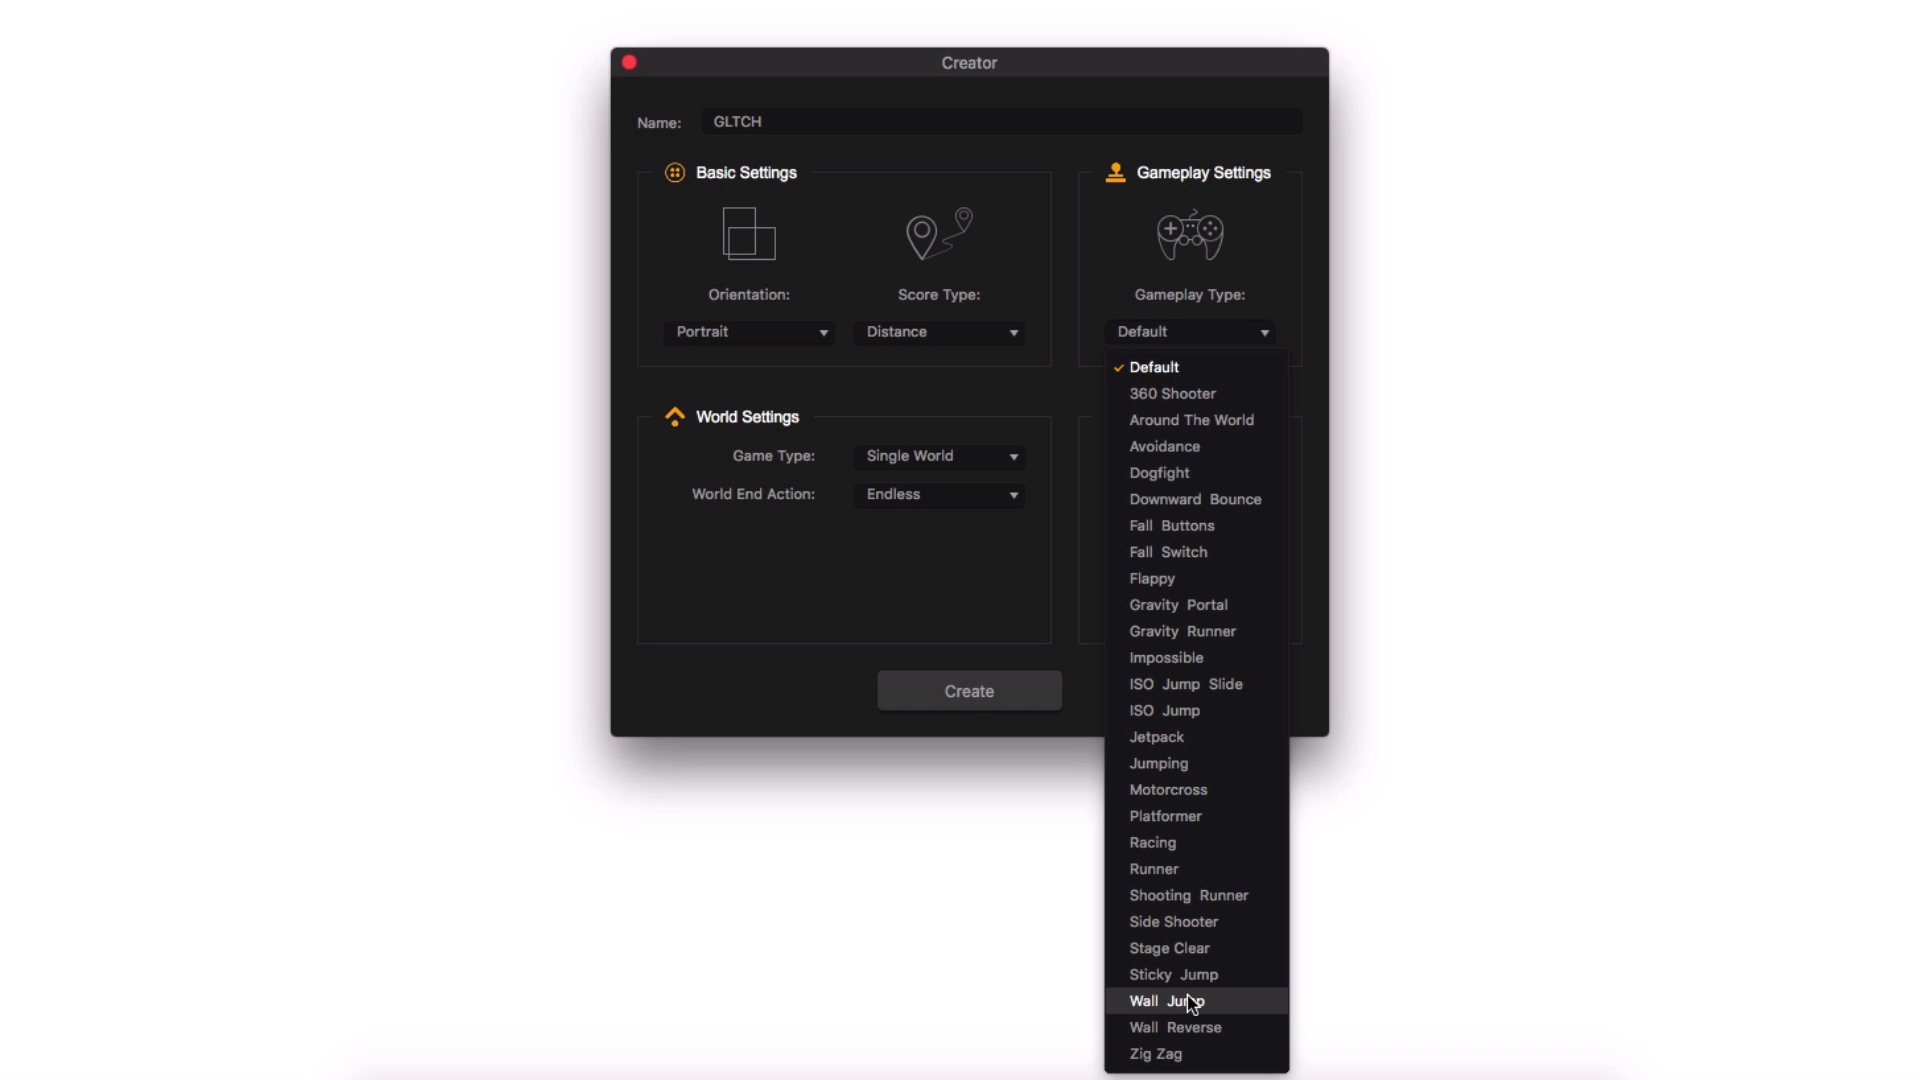 Creator
Name: GLTCH
Basic Settings
Gameplay Settings
Orientation:
Score Type:
Gameplay Type:
Portrait
Distance
Default
Default
360 Shooter
Around The World
Avoidance
Dogfight
Downward Bounce
Fall Buttons
Fall Switch
Flappy
Gravity Portal
Gravity Runner
Impossible
ISO Jump Slide
ISO Jump
Jetpack
Jumping
Motorcross
Platformer
Racing
Runner
Shooting Runner
Side Shooter
Stage Clear
Sticky Jump
Wall Jump
Wall Reverse
Zig Zag
World Settings
Game Type: Single World
World End Action: Endless
Create